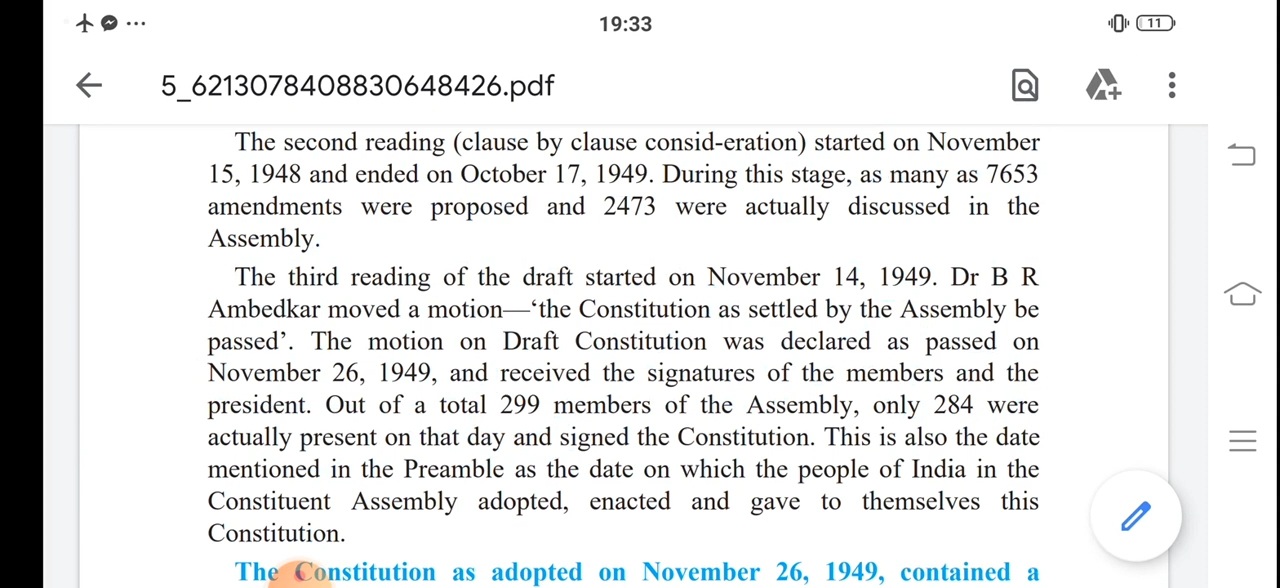 19:33
11
5_6213078408830648426.pdf
The second reading (clause by clause consid-eration) started on November
15, 1948 and ended on October 17, 1949. During this stage, as many as 7653
amendments were proposed and 2473 were actually discussed in the
Assembly.
The third reading of the draft started on November 14, 1949. Dr B R
Ambedkar moved a motion—‘the Constitution as settled by the Assembly be
passed’. The motion on Draft Constitution was declared as passed on
November 26, 1949, and received the signatures of the members and the
president. Out of a total 299 members of the Assembly, only 284 were
actually present on that day and signed the Constitution. This is also the date
mentioned in the Preamble as the date on which the people of India in the
Constituent Assembly adopted, enacted and gave to themselves this
Constitution.
The Constitution as adopted on November 26, 1949, contained a